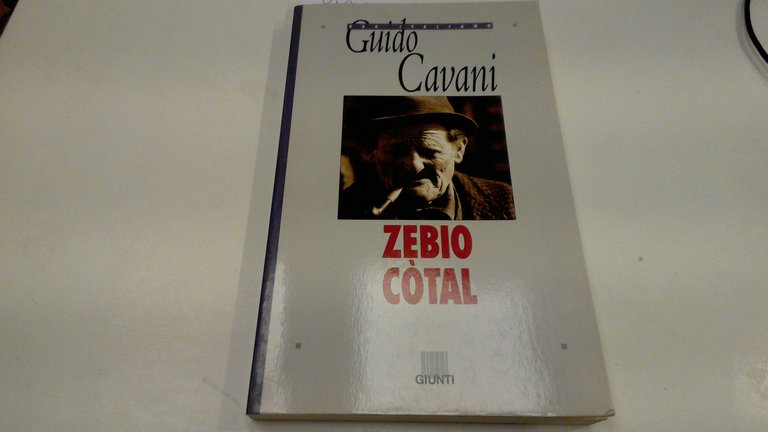 Guido
Cavani
ZEBIO
CÒTAL
GIUNTI